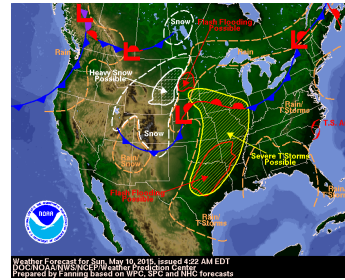 Snow
Flash Flooding
Possible
Rain
Rain
Heavy Snow
Possible
L
L
L
L
Rain/
T'Storms
T.S.
Snow
Rain/
Snow
Severe T'Storms
Possible
Rain/
T'Storms
Flash Flooding
Possible
Rain/
T'Storms
NOAA
Weather Forecast for Sun, May 10, 2015, issued 4:22 AM EDT
DOC/NOAA/NWS/NCEP/Weather Prediction Center
Prepared by Fanning based on WPC, SPC and NHC forecasts